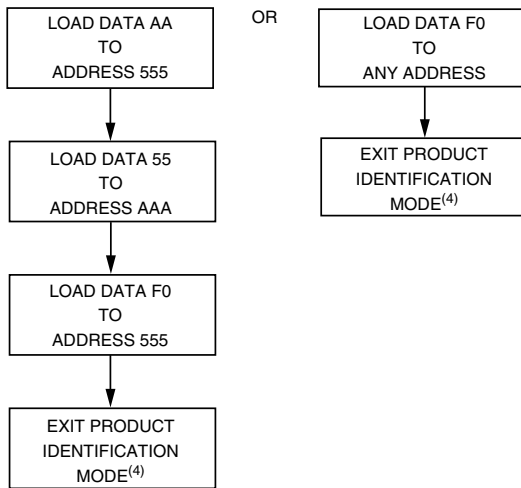 LOAD DATA AA
TO
ADDRESS 555
LOAD DATA 55
TO
ADDRESS AAA
LOAD DATA F0
TO
ADDRESS 555
EXIT PRODUCT
IDENTIFICATION
MODE(4)
OR
LOAD DATA F0
TO
ANY ADDRESS
EXIT PRODUCT
IDENTIFICATION
MODE(4)